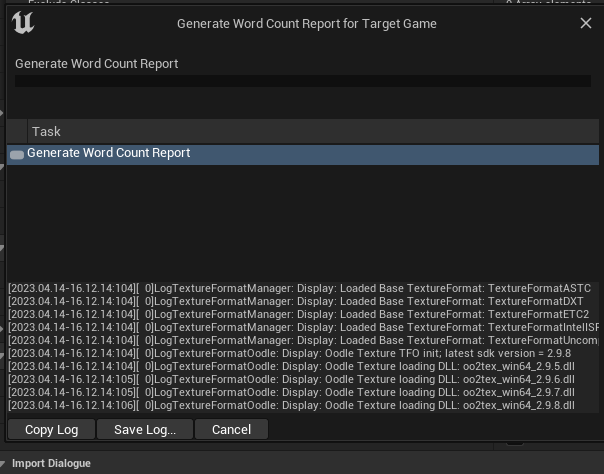 Generate Word Count Report for Target Game
Generate Word Count Report
Task
Generate Word Count Report
[2023.04.14-16.12.14:104][ 0]LogTextureFormatManager: Display: Loaded Base TextureFormat: TextureFormatASTC
[2023.04.14-16.12.14:104][ 0]LogTextureFormatManager: Display: Loaded Base TextureFormat: TextureFormatDXT
[2023.04.14-16.12.14:104][ 0]LogTextureFormatManager: Display: Loaded Base TextureFormat: TextureFormatETC2
[2023.04.14-16.12.14:104][ 0]LogTextureFormatManager: Display: Loaded Base TextureFormat: TextureFormatIntelISP
[2023.04.14-16.12.14:104][ 0]LogTextureFormatManager: Display: Loaded Base TextureFormat: TextureFormatUncomp
[2023.04.14-16.12.14:104][ 0]LogTextureFormatOodle: Display: Oodle Texture TFO init; latest sdk version = 2.9.8
[2023.04.14-16.12.14:104][ 0]LogTextureFormatOodle: Display: Oodle Texture loading DLL: oo2tex_win64_2.9.5.dll
[2023.04.14-16.12.14:105][ 0]LogTextureFormatOodle: Display: Oodle Texture loading DLL: oo2tex_win64_2.9.6.dll
[2023.04.14-16.12.14:105][ 0]LogTextureFormatOodle: Display: Oodle Texture loading DLL: oo2tex_win64_2.9.7.dll
[2023.04.14-16.12.14:106][ 0]LogTextureFormatOodle: Display: Oodle Texture loading DLL: oo2tex_win64_2.9.8.dll
Copy Log Save Log... Cancel
Import Dialogue